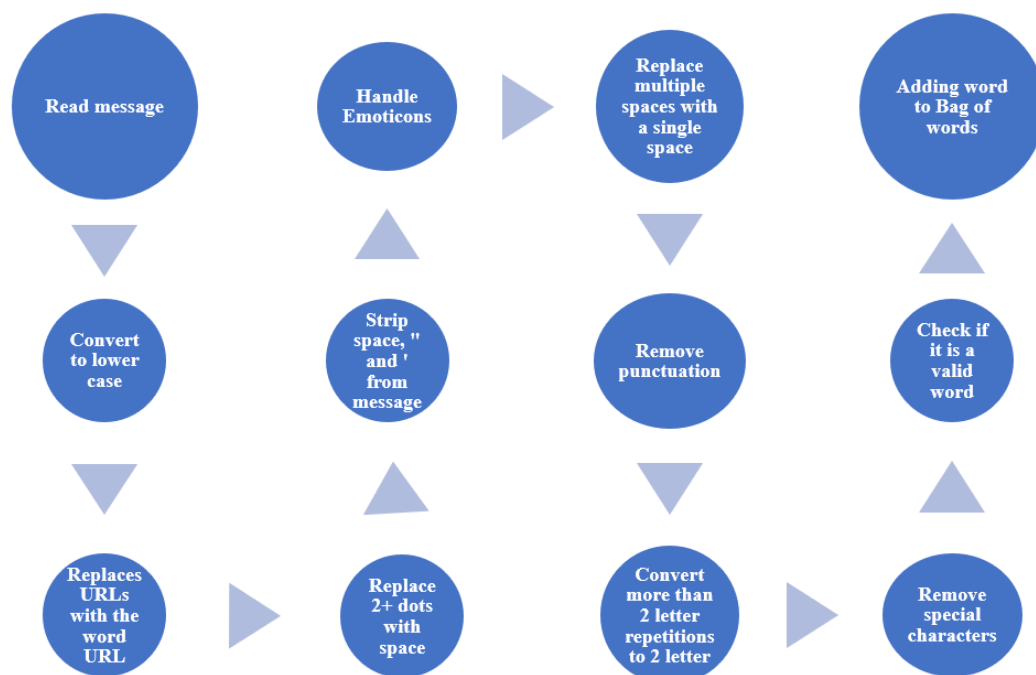 Read message
Convert
to lower
case
Replaces
URLs
with the
word
URL
Replace
2+ dots
with
space
Strip
space, "
and '
from
message
Handle
Emoticons
Replace
multiple
spaces with
a single
space
Remove
punctuation
Convert
more than
2 letter
repetitions
to 2 letter
Remove
special
characters
Check if
it is a
valid
word
Adding word
to Bag of
words